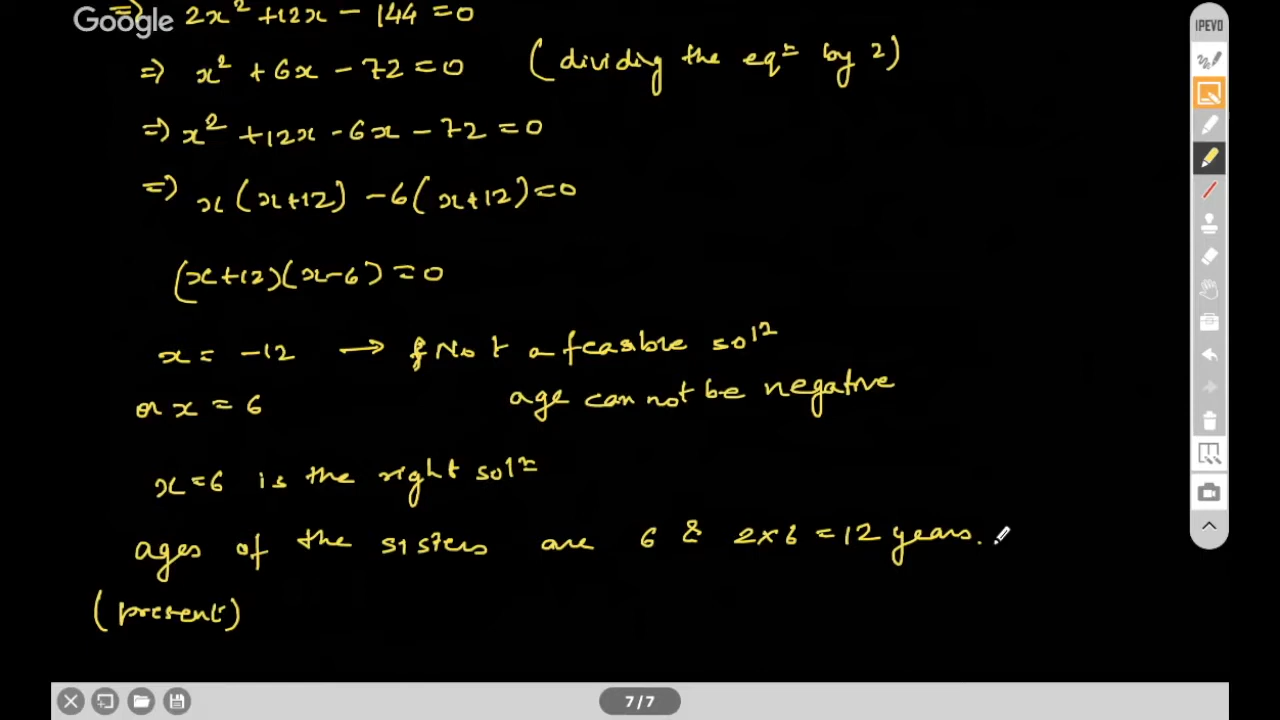 ⇒ 2x² + 12x - 144 = 0
Google
⇒ x² + 6x - 72 = 0 (dividing the eqⁿ by 2)
⇒ x² + 12x - 6x - 72 = 0
⇒ x(x+12) - 6(x+12) = 0
(x+12)(x-6) = 0
x = -12 → Not a feasible solⁿ
or x = 6 age can not be negative
x = 6 is the right solⁿ
ages of the sisters are 6 & 2×6 = 12 years.
(present)
IPEVO
7/7